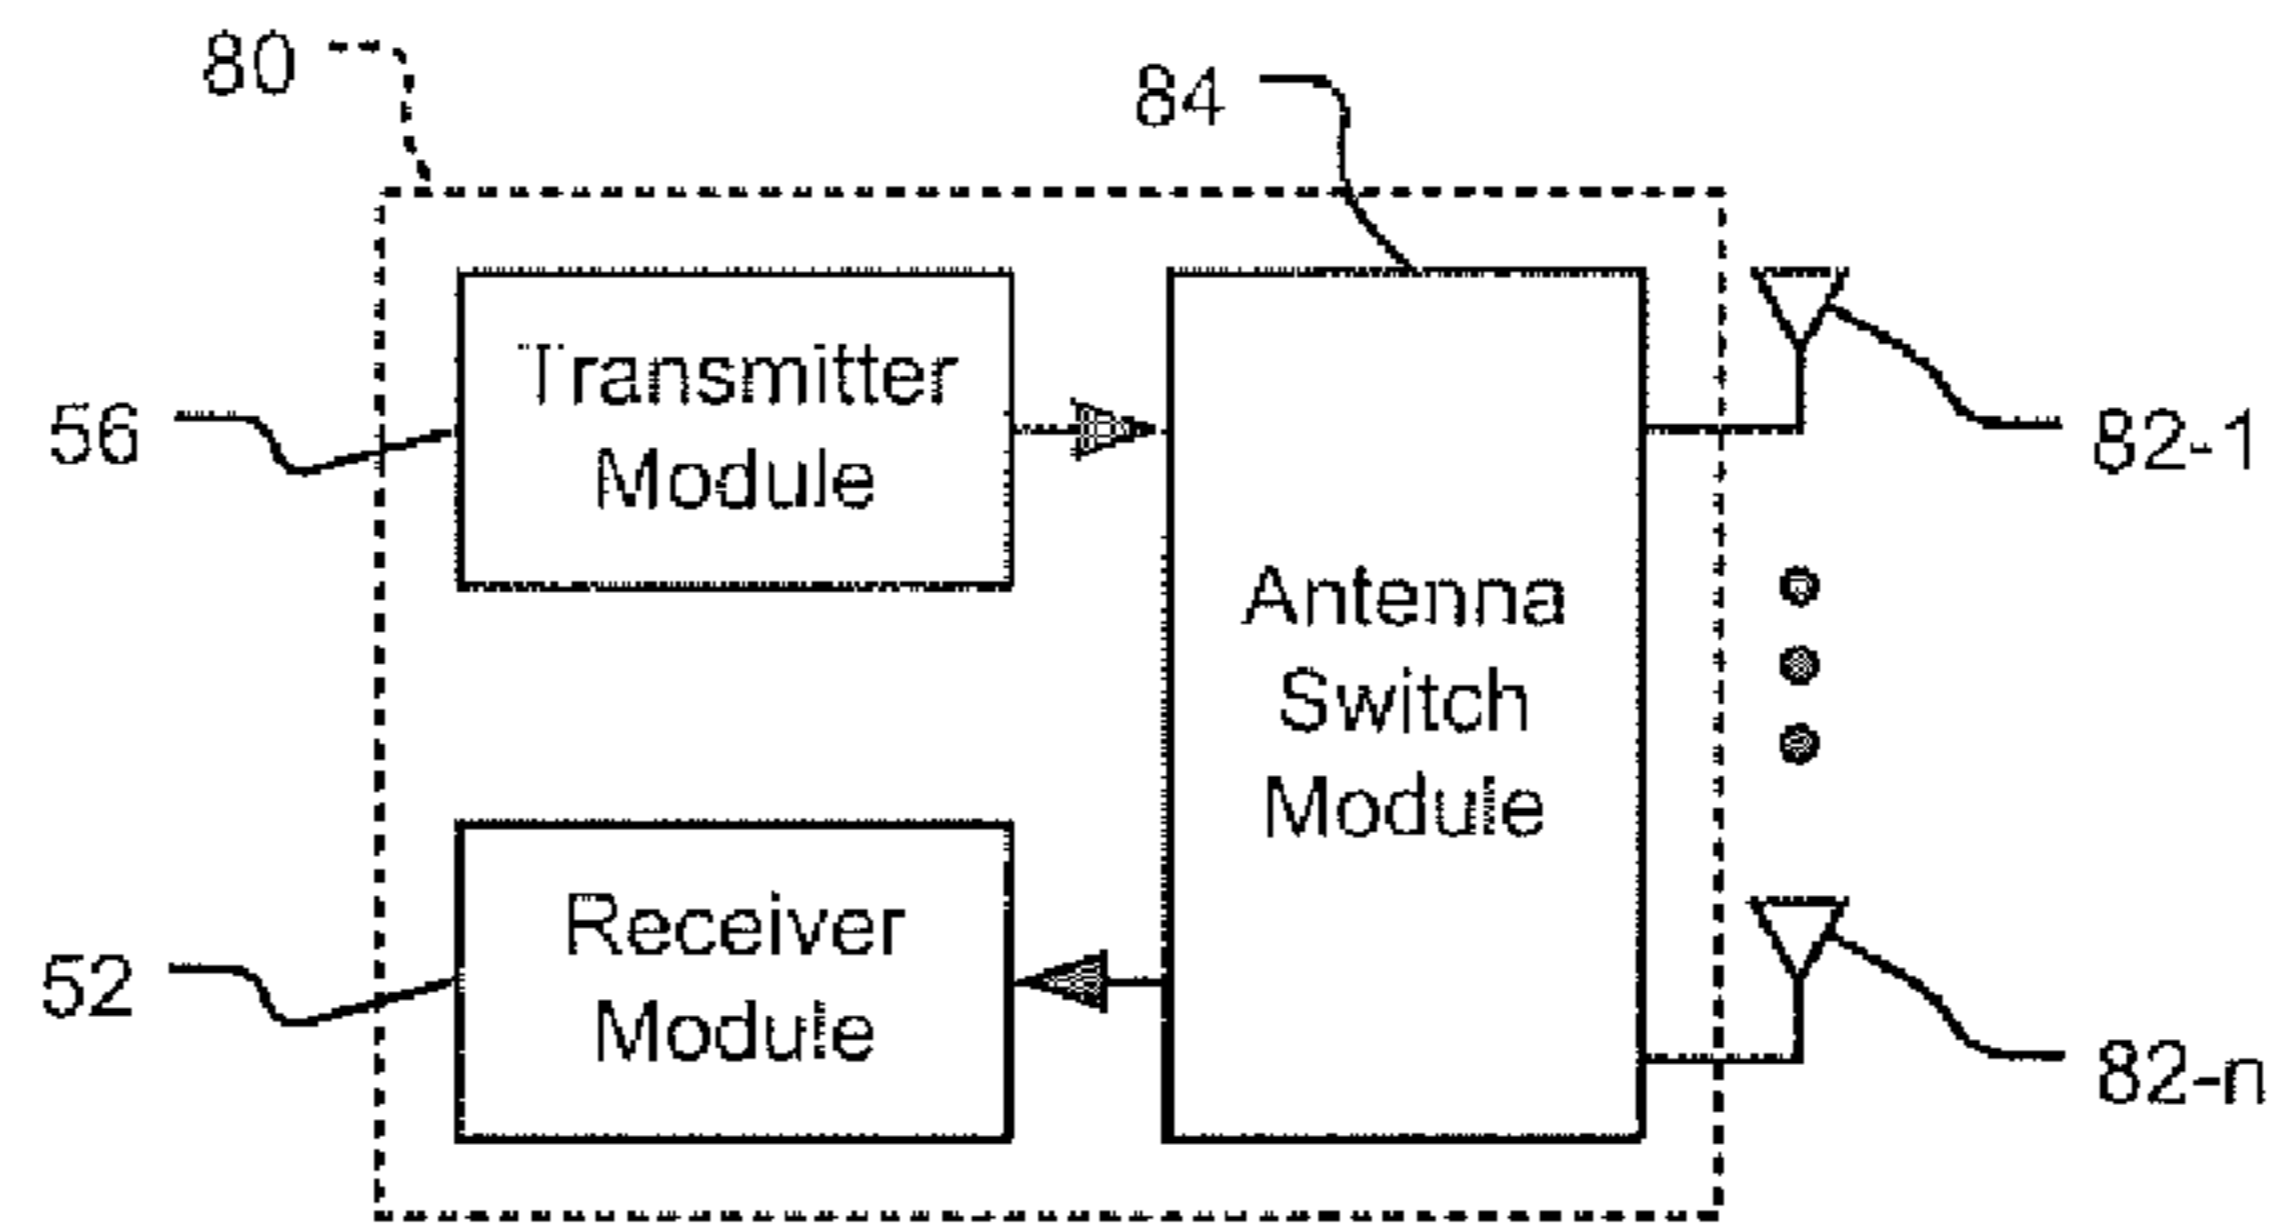 80
84
Transmitter
Module
56
82-1
Antenna
Switch
Module
Receiver
Module
52
82-n